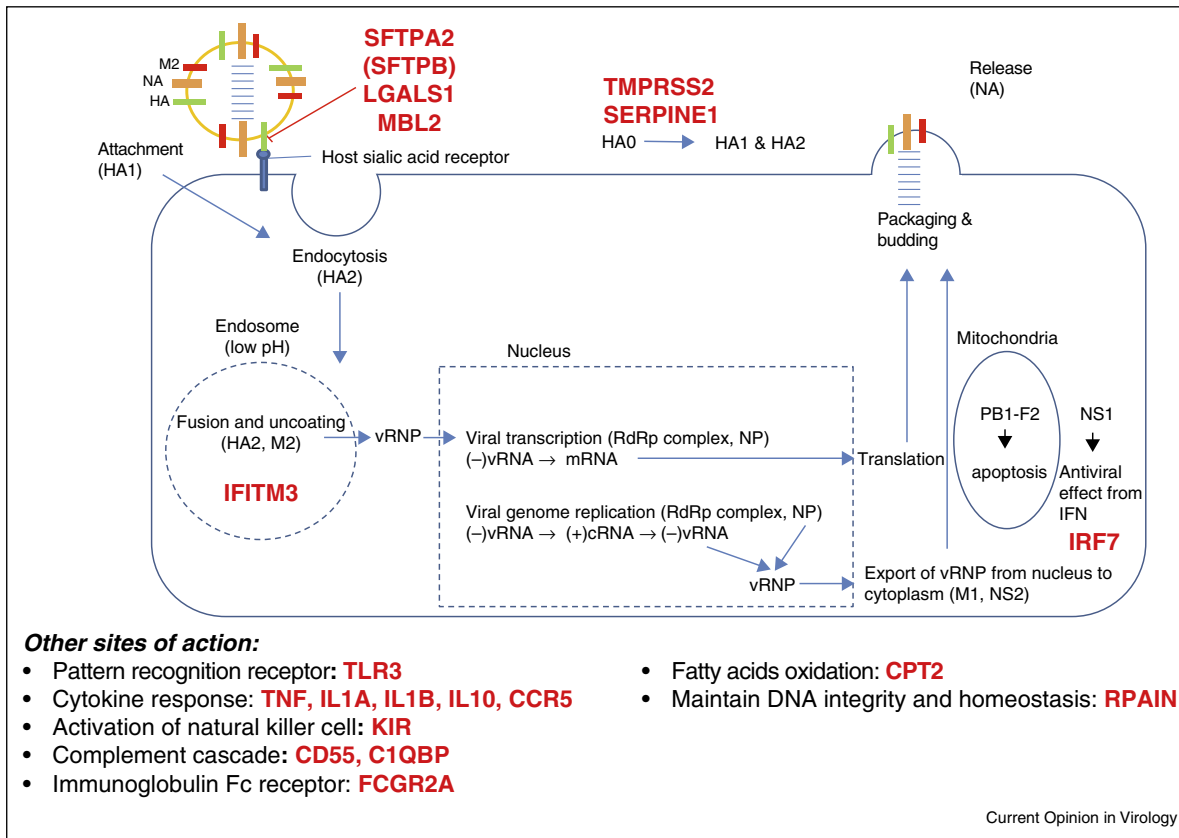 M2
NA
HA
SFTPA2
(SFTPB)
LGALS1
MBL2
TMPRSS2
SERPINE1
HA0 → HA1 & HA2
Release
(NA)
Attachment
(HA1)
Host sialic acid receptor
Packaging &
budding
Endocytosis
(HA2)
Endosome
(low pH)
Fusion and uncoating
(HA2, M2)
IFITM3
vRNP
Nucleus
Viral transcription (RdRp complex, NP)
(–)vRNA → mRNA
Viral genome replication (RdRp complex, NP)
(–)vRNA → (+)cRNA → (–)vRNA
vRNP
Translation
Export of vRNP from nucleus to
cytoplasm (M1, NS2)
Mitochondria
PB1-F2
apoptosis
NS1
Antiviral
effect from
IFN
IRF7
Other sites of action:
• Pattern recognition receptor: TLR3
• Cytokine response: TNF, IL1A, IL1B, IL10, CCR5
• Activation of natural killer cell: KIR
• Complement cascade: CD55, C1QBP
• Immunoglobulin Fc receptor: FCGR2A
• Fatty acids oxidation: CPT2
• Maintain DNA integrity and homeostasis: RPAIN
Current Opinion in Virology